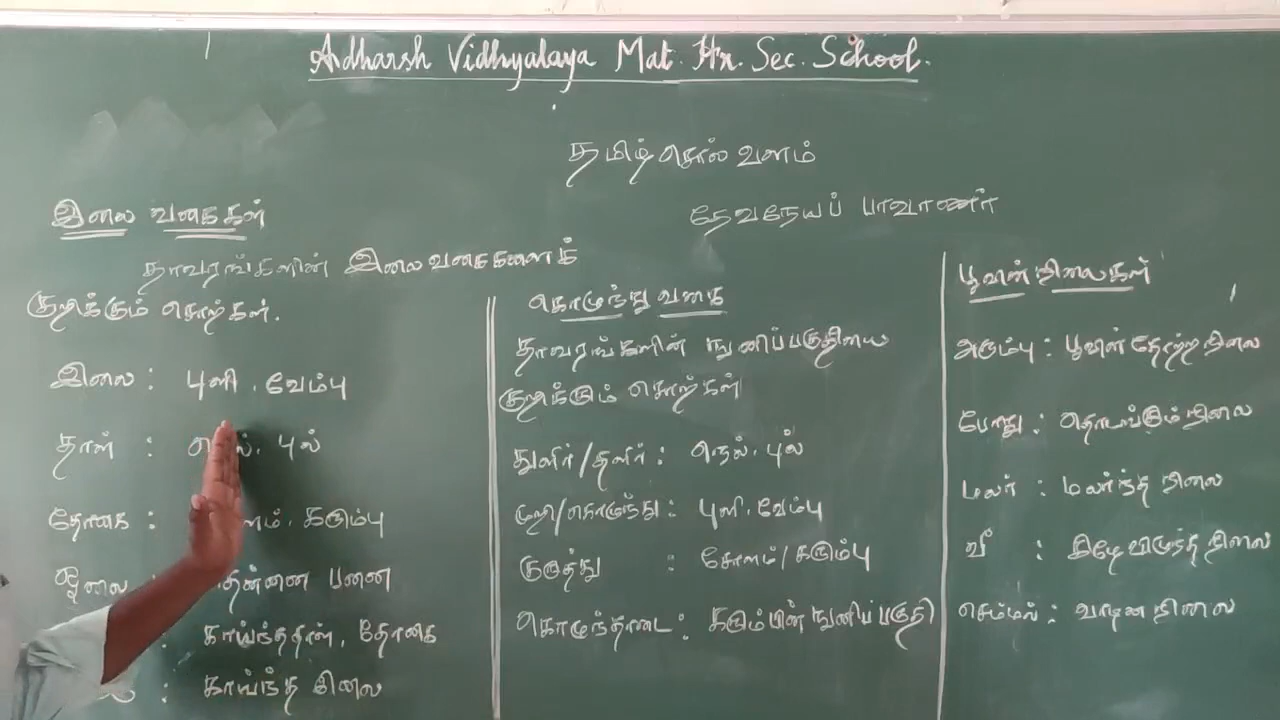 Adharsh Vidhyalaya Mat. Hr. Sec. School.
தமிழ்சொல் வளம்
தேவநேயப் பாவாணர்
இலை வகைகள்
தாவரங்களின் இலை வகைகளைக்
குறிக்கும் சொற்கள்.
இலை : புளி, வேம்பு
தாள் : புல்
தோகை : கரும்பு
ஓலை : தென்னை பனை
காய்ந்ததாள், தோகை
: காய்ந்த இலை
கொழுந்து வகை
தாவரங்களின் நுனிப்பகுதியை
குறிக்கும் சொற்கள்
துளிர்/தளிர் : நெல், புல்
முறி/கொழுந்து : புளி, வேம்பு
குருத்து : சோளம்/கரும்பு
கொழுந்தாடை : கரும்பின் நுனிப்பகுதி
பூவின் நிலைகள்
அரும்பு : பூவின் தோற்ற நிலை
போது : தொடங்கும் நிலை
மலர் : மலர்ந்த நிலை
வீ : கீழே விழுந்த நிலை
செம்மல் : வாடின நிலை